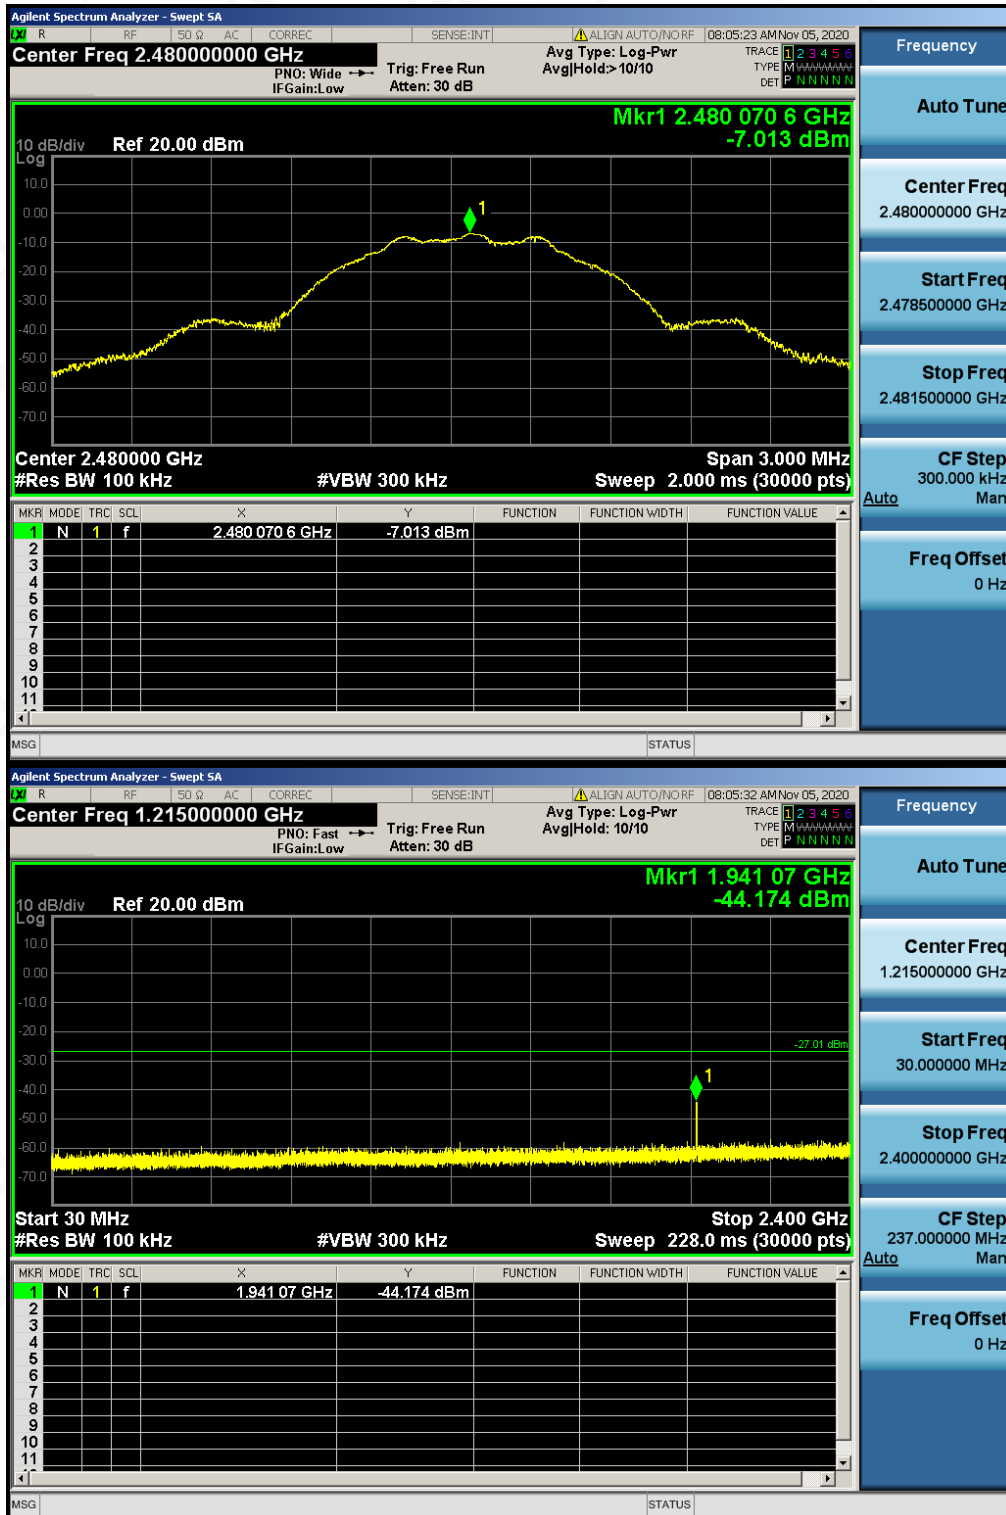 Agilent Spectrum Analyzer - Swept SA
LXI R RF 50 Ω AC CORREC SENSE:INT ALIGN AUTO/NO RF 08:05:23 AM Nov 05, 2020
Center Freq 2.480000000 GHz Avg Type: Log-Pwr TRACE 1 2 3 4 5 6
PNO: Wide Trig: Free Run Avg|Hold:>10/10 TYPE M WWWWW
IFGain:Low Atten: 30 dB DET P N N N N N
Mkr1 2.480 070 6 GHz
-7.013 dBm
10 dB/div Ref 20.00 dBm
Log
10.0
0.00
-10.0
-20.0
-30.0
-40.0
-50.0
-60.0
-70.0
1
Center 2.480000 GHz Span 3.000 MHz
#Res BW 100 kHz #VBW 300 kHz Sweep 2.000 ms (30000 pts)
MKR MODE TRC SCL X Y FUNCTION FUNCTION WIDTH FUNCTION VALUE
1 N 1 f 2.480 070 6 GHz -7.013 dBm
2
3
4
5
6
7
8
9
10
11
MSG STATUS
Frequency
Auto Tune
Center Freq
2.480000000 GHz
Start Freq
2.478500000 GHz
Stop Freq
2.481500000 GHz
CF Step
300.000 kHz
Auto Man
Freq Offset
0 Hz
Agilent Spectrum Analyzer - Swept SA
LXI R RF 50 Ω AC CORREC SENSE:INT ALIGN AUTO/NO RF 08:05:32 AM Nov 05, 2020
Center Freq 1.215000000 GHz Avg Type: Log-Pwr TRACE 1 2 3 4 5 6
PNO: Fast Trig: Free Run Avg|Hold: 10/10 TYPE M WWWWW
IFGain:Low Atten: 30 dB DET P N N N N N
Mkr1 1.941 07 GHz
-44.174 dBm
10 dB/div Ref 20.00 dBm
Log
10.0
0.00
-10.0
-20.0
-30.0
-40.0
-50.0
-60.0
-70.0
-27.01 dBm
1
Start 30 MHz Stop 2.400 GHz
#Res BW 100 kHz #VBW 300 kHz Sweep 228.0 ms (30000 pts)
MKR MODE TRC SCL X Y FUNCTION FUNCTION WIDTH FUNCTION VALUE
1 N 1 f 1.941 07 GHz -44.174 dBm
2
3
4
5
6
7
8
9
10
11
MSG STATUS
Frequency
Auto Tune
Center Freq
1.215000000 GHz
Start Freq
30.000000 MHz
Stop Freq
2.400000000 GHz
CF Step
237.000000 MHz
Auto Man
Freq Offset
0 Hz